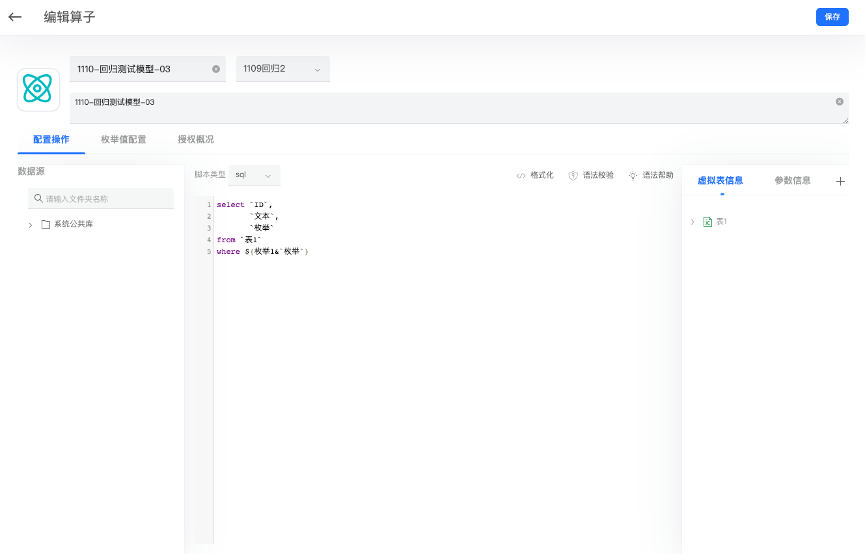 编辑算子
保存
1110-回归测试模型-03
1109回归2
1110-回归测试模型-03
配置操作
枚举值配置
授权概况
数据源
请输入文件夹名称
系统公共库
脚本类型
sql
格式化
语法校验
语法帮助
1 select `ID`,
2 `文本`,
3 `枚举`
4 from `表1`
5 where $(枚举1&`枚举`)
虚拟表信息
参数信息
表1